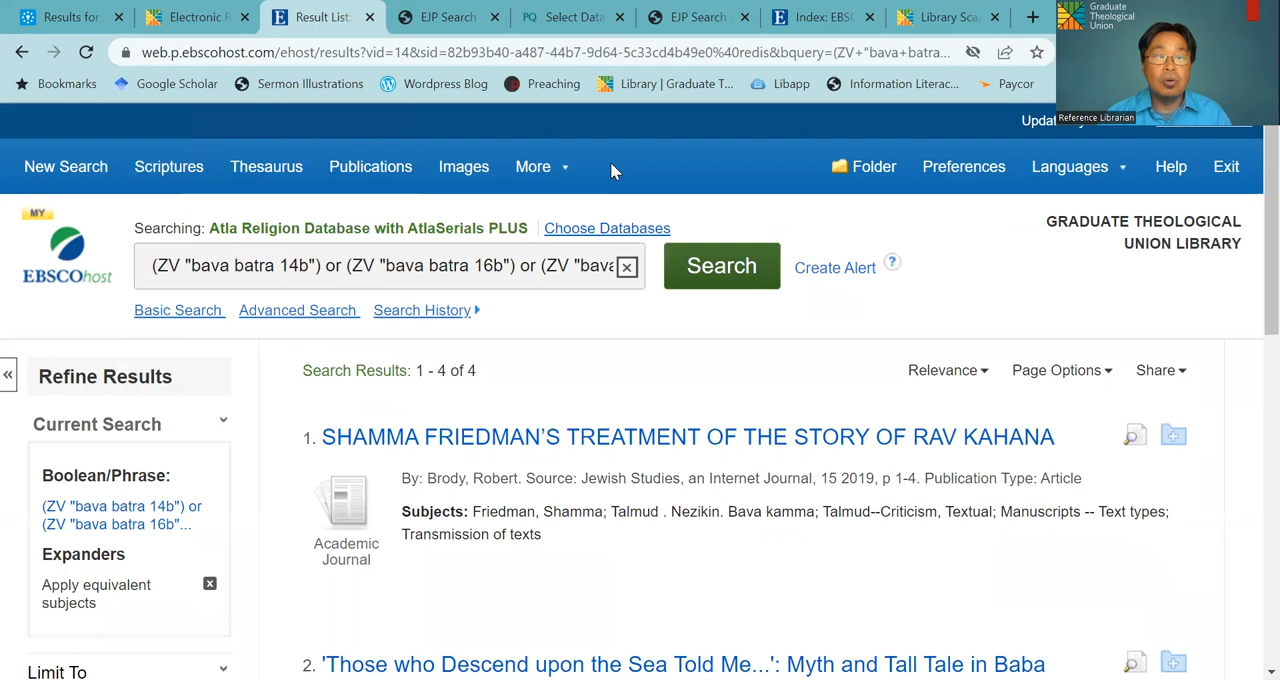 Results for
Electronic R
Result List:
EJP Search
Select Data
EJP Search
Index: EBSC
Library Sca
Graduate
Theological
Union
web.p.ebscohost.com/ehost/results?vid=14&sid=82b93b40-a487-44b7-9d64-5c33cd4b49e0%40redis&bquery=(ZV+"bava+batra...
Bookmarks
Google Scholar
Sermon Illustrations
Wordpress Blog
Preaching
Library | Graduate T...
Libapp
Information Literac...
Paycor
Reference Librarian
New Search
Scriptures
Thesaurus
Publications
Images
More
Folder
Preferences
Languages
Help
Exit
MY
EBSCOhost
Searching: Atla Religion Database with AtlaSerials PLUS
Choose Databases
(ZV "bava batra 14b") or (ZV "bava batra 16b") or (ZV "bava
Search
Create Alert
?
Basic Search
Advanced Search
Search History
GRADUATE THEOLOGICAL
UNION LIBRARY
Refine Results
Current Search
Boolean/Phrase:
(ZV "bava batra 14b") or
(ZV "bava batra 16b"...
Expanders
Apply equivalent
subjects
Limit To
Search Results: 1 - 4 of 4
Relevance
Page Options
Share
1. SHAMMA FRIEDMAN'S TREATMENT OF THE STORY OF RAV KAHANA
Academic
Journal
By: Brody, Robert. Source: Jewish Studies, an Internet Journal, 15 2019, p 1-4. Publication Type: Article
Subjects: Friedman, Shamma; Talmud . Nezikin. Bava kamma; Talmud--Criticism, Textual; Manuscripts -- Text types;
Transmission of texts
2. 'Those who Descend upon the Sea Told Me...': Myth and Tall Tale in Baba